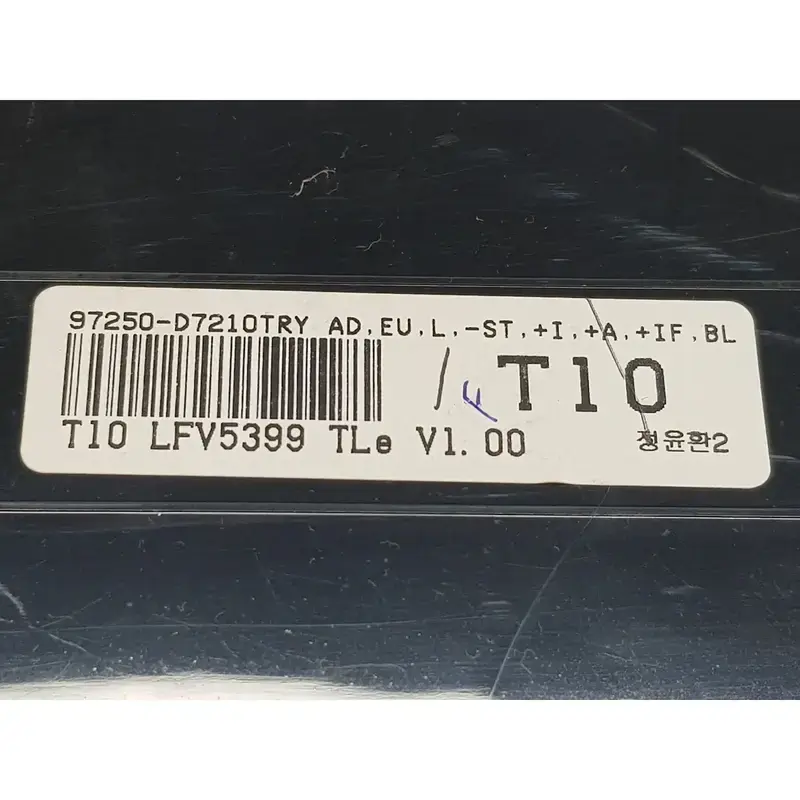 97250-D7210TRY AD,EU,L,-ST,+I,+A,+IF,BL
T10
T10 LFV5399 TLe V1.00
정윤환2